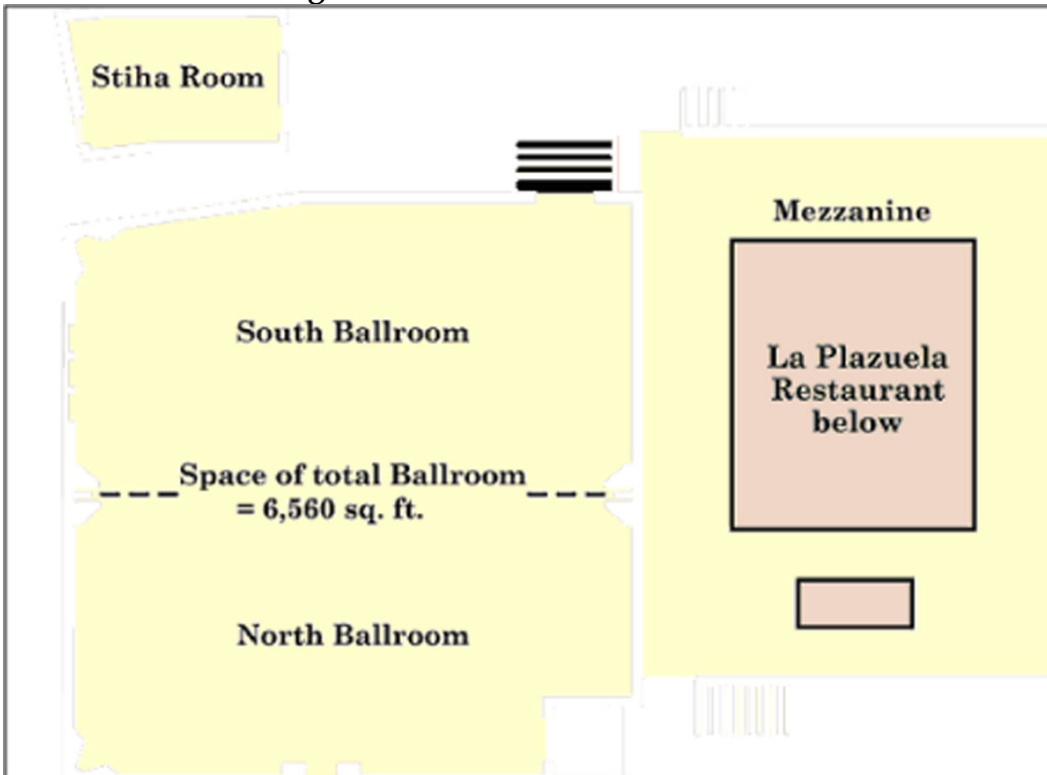 Stiha Room
Mezzanine
South Ballroom
La Plazuela
Restaurant
below
Space of total Ballroom
= 6,560 sq. ft.
North Ballroom